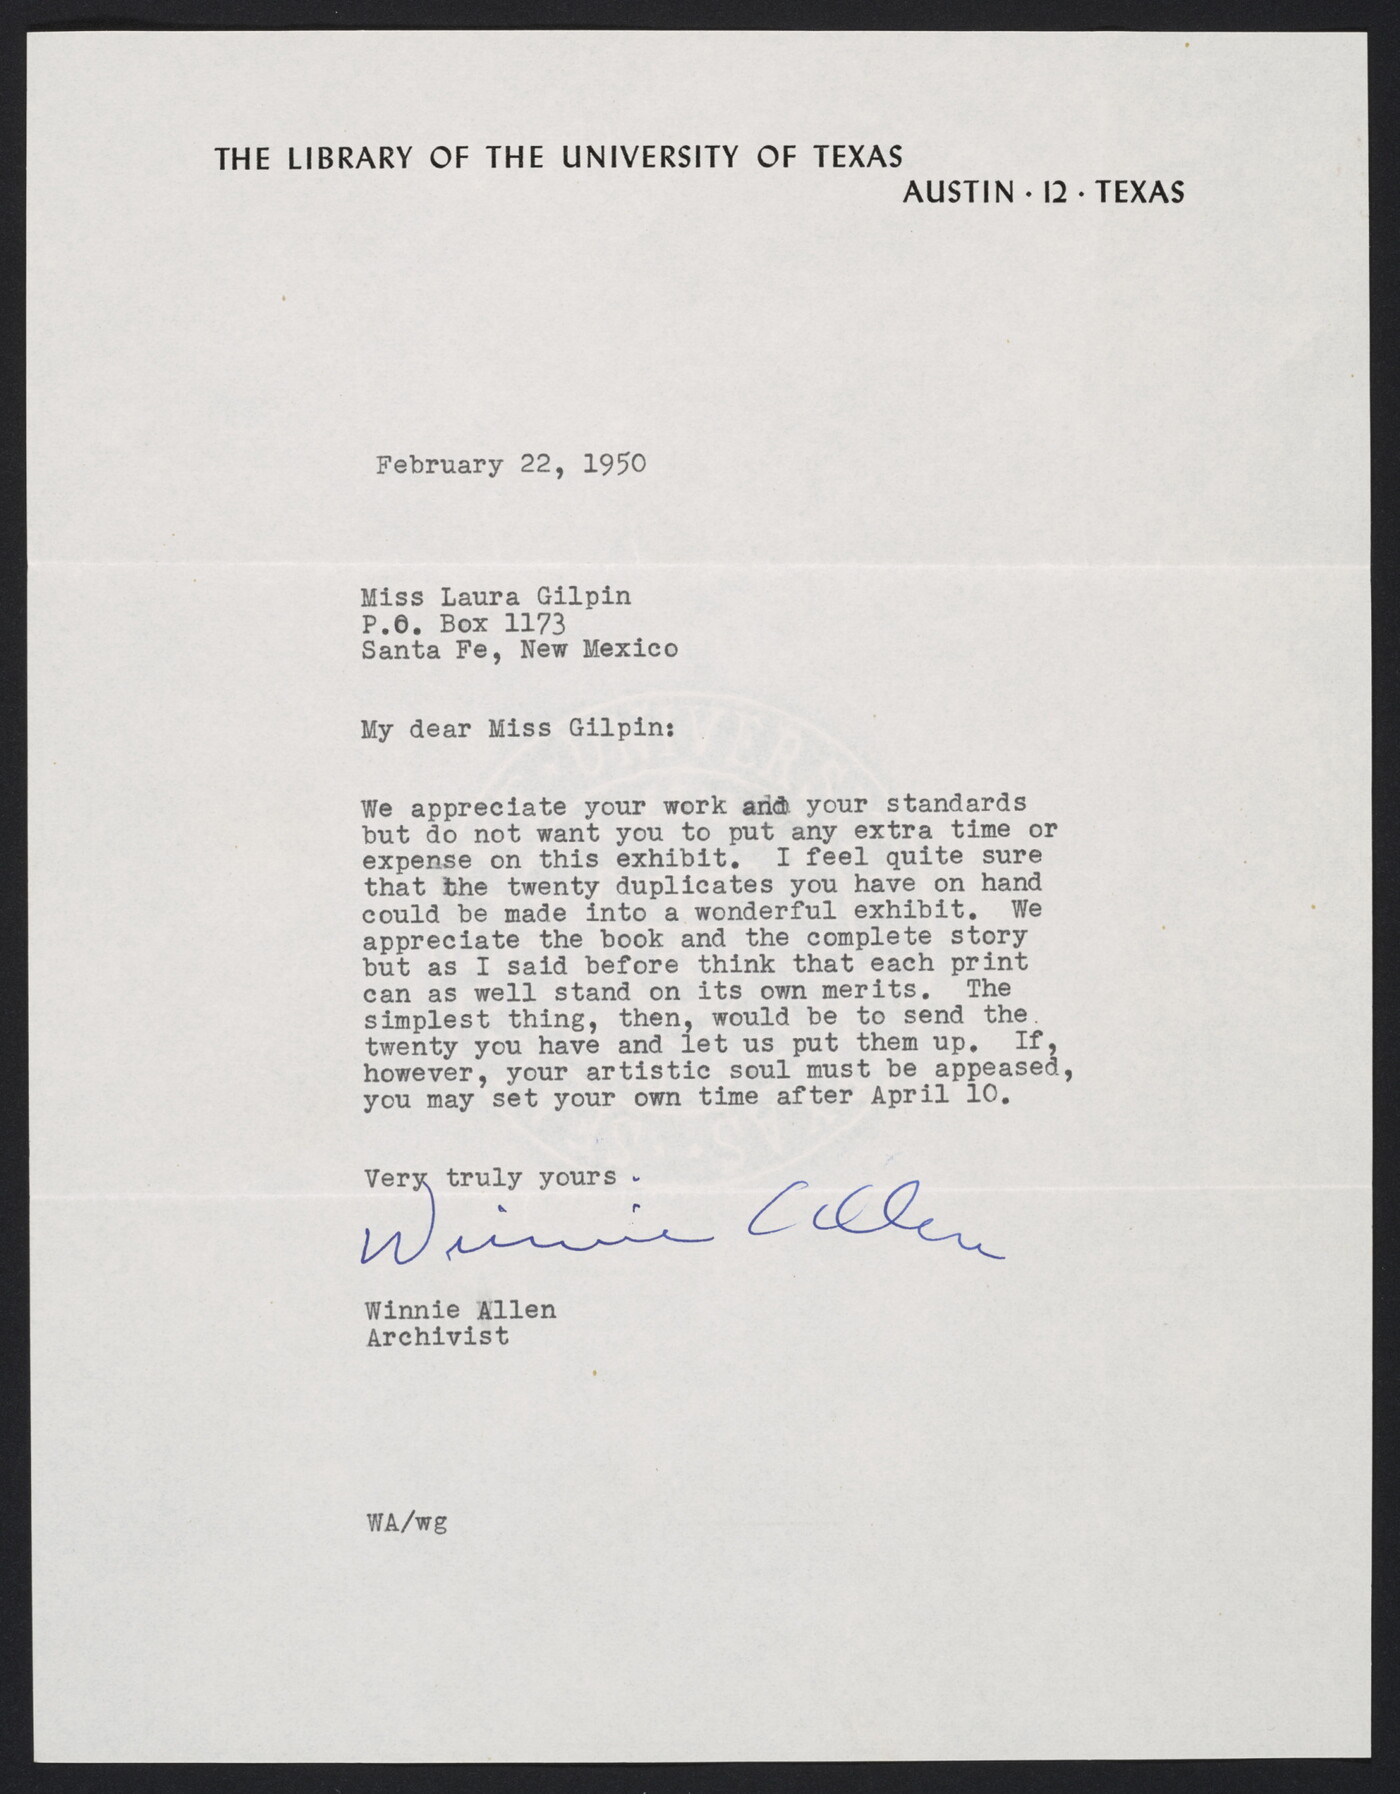 THE LIBRARY OF THE UNIVERSITY OF TEXAS
AUSTIN · 12 · TEXAS
February 22, 1950
Miss Laura Gilpin
P.O. Box 1173
Santa Fe, New Mexico
My dear Miss Gilpin:
We appreciate your work and your standards
but do not want you to put any extra time or
expense on this exhibit.  I feel quite sure
that the twenty duplicates you have on hand
could be made into a wonderful exhibit.  We
appreciate the book and the complete story
but as I said before think that each print
can as well stand on its own merits.  The
simplest thing, then, would be to send the
twenty you have and let us put them up.  If,
however, your artistic soul must be appeased,
you may set your own time after April 10.
Very truly yours.
Winnie Allen
Winnie Allen
Archivist
WA/wg